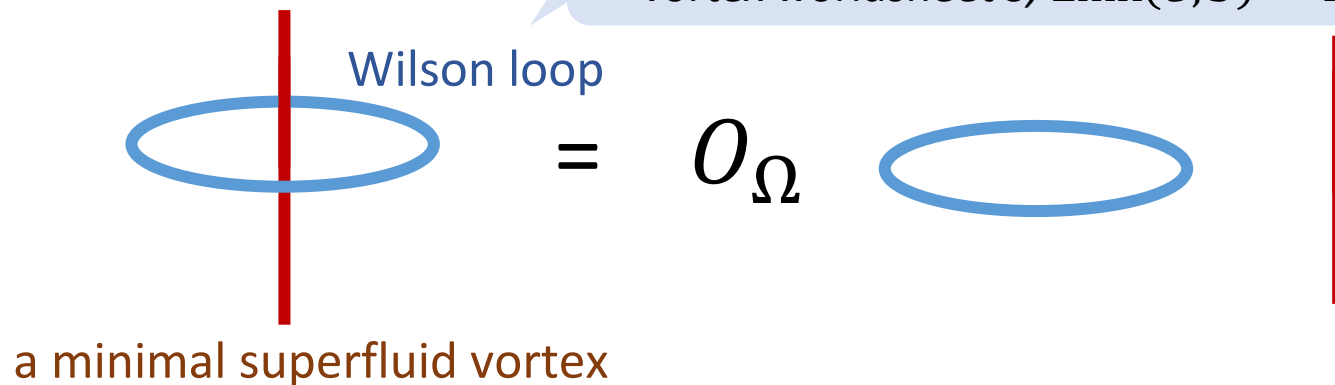 Wilson loop
= O_Ω
a minimal superfluid vortex